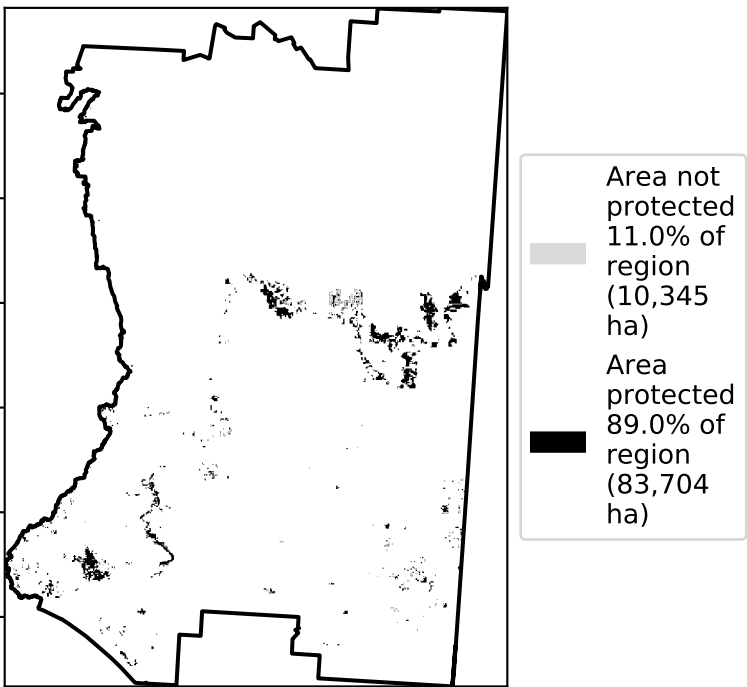 Area not
protected
11.0% of
region
(10,345
ha)
Area
protected
89.0% of
region
(83,704
ha)